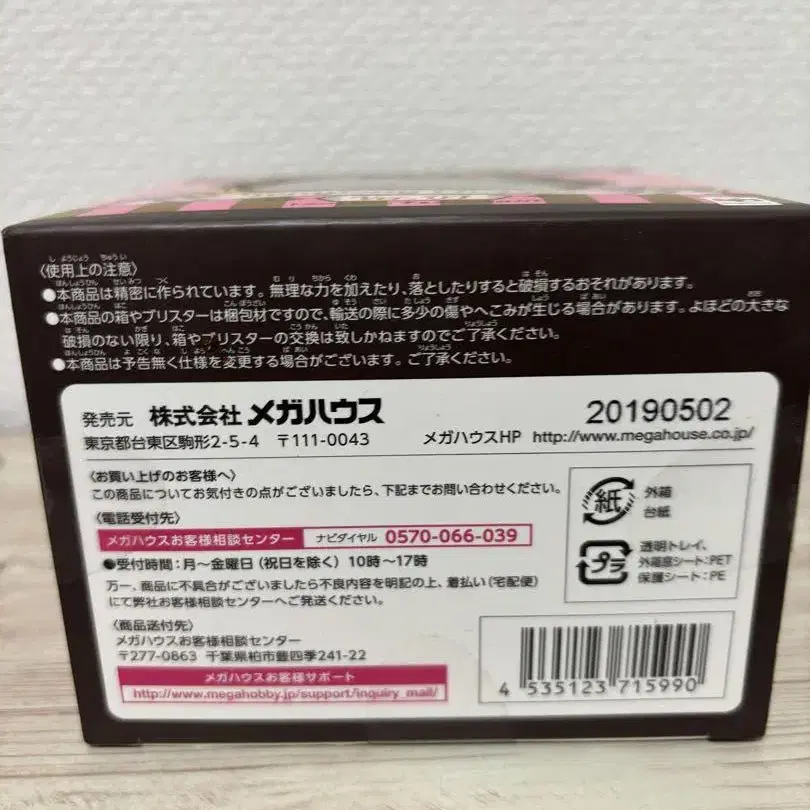 〈使用上の注意〉
●本商品は精密に作られています。無理な力を加えたり、落としたりすると破損するおそれがあります。
●本商品の箱やブリスターは梱包材ですので、輸送の際に多少の傷やへこみが生じる場合があります。よほどの大きな
破損のない限り、箱やブリスターの交換は致しかねますのでご了承ください。
●本商品は予告無く仕様を変更する場合がございます。ご了承ください。
発売元 株式会社メガハウス
20190502
東京都台東区駒形2-5-4 〒111-0043 メガハウスHP http://www.megahouse.co.jp/
〈お買い上げのお客様へ〉
この商品についてお気付きの点がございましたら、下記までお問い合わせください。
〈電話受付先〉
メガハウスお客様相談センター ナビダイヤル 0570-066-039
●受付時間:月〜金曜日(祝日を除く)10時〜17時
万一、商品に不具合がございましたら不良内容を明記の上、着払い(宅配便)
にて弊社お客様相談センターへご発送ください。
〈商品送付先〉
メガハウスお客様相談センター
〒277-0863 千葉県柏市豊四季241-22
メガハウスお客様サポート
http://www.megahobby.jp/support/inquiry_mail/
紙
外箱
台紙
プラ
透明トレイ、
外箱窓シート:PET
保護シート:PE
4 535123 715990